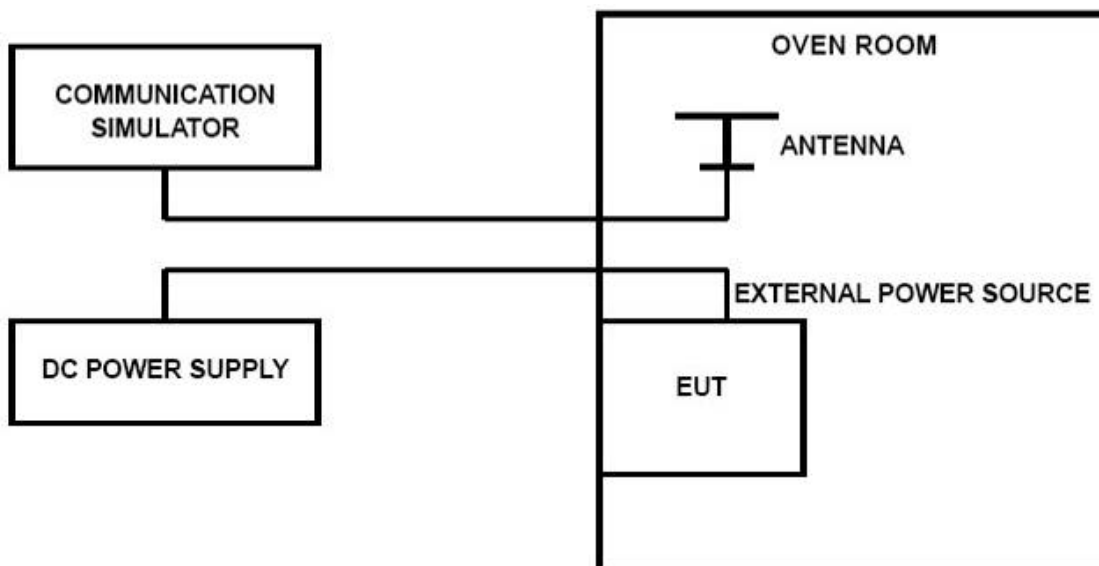 OVEN ROOM
COMMUNICATION
SIMULATOR
ANTENNA
EXTERNAL POWER SOURCE
DC POWER SUPPLY
EUT